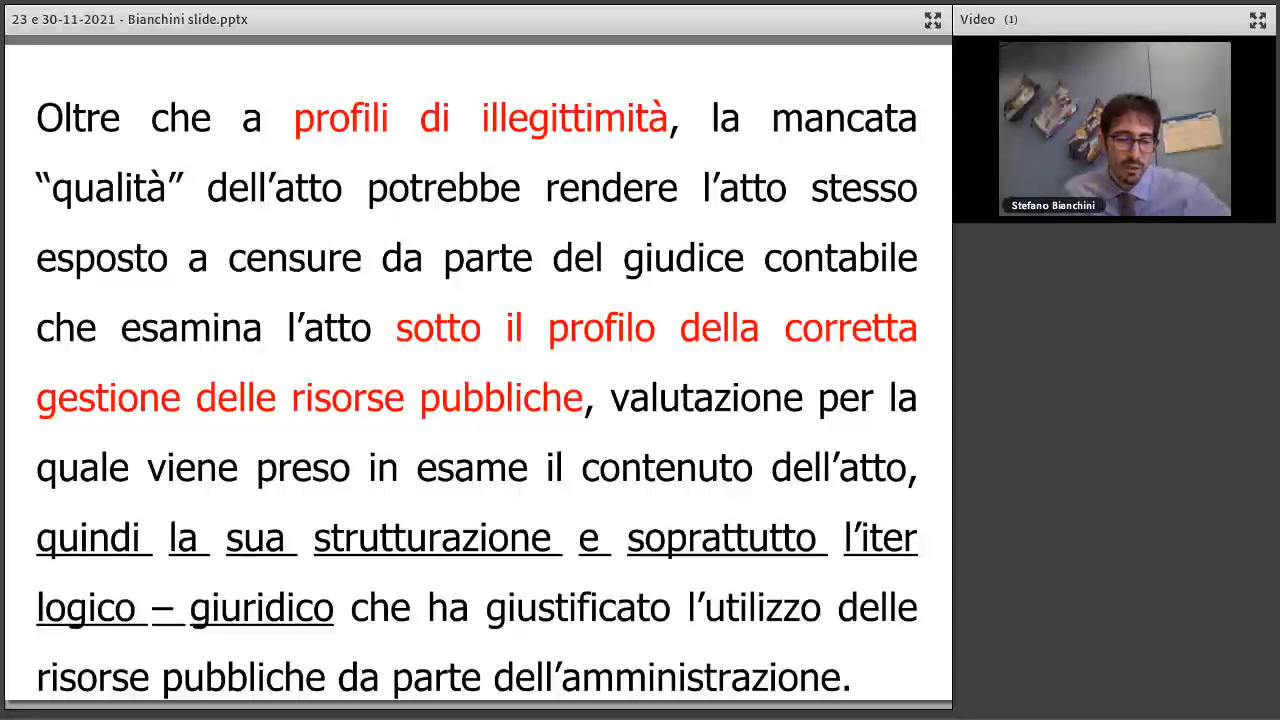 23 e 30-11-2021 - Bianchini slide.pptx
Video (1)
Oltre che a profili di illegittimità, la mancata
“qualità” dell’atto potrebbe rendere l’atto stesso
esposto a censure da parte del giudice contabile
che esamina l’atto sotto il profilo della corretta
gestione delle risorse pubbliche, valutazione per la
quale viene preso in esame il contenuto dell’atto,
quindi la sua strutturazione e soprattutto l’iter
logico – giuridico che ha giustificato l’utilizzo delle
risorse pubbliche da parte dell’amministrazione.
Stefano Bianchini